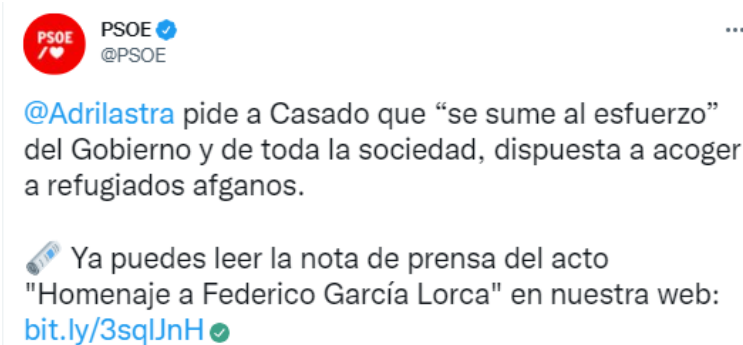 PSOE
PSOE
@PSOE
@Adrilastra pide a Casado que “se sume al esfuerzo”
del Gobierno y de toda la sociedad, dispuesta a acoger
a refugiados afganos.
Ya puedes leer la nota de prensa del acto
"Homenaje a Federico García Lorca" en nuestra web:
bit.ly/3sqlJnH